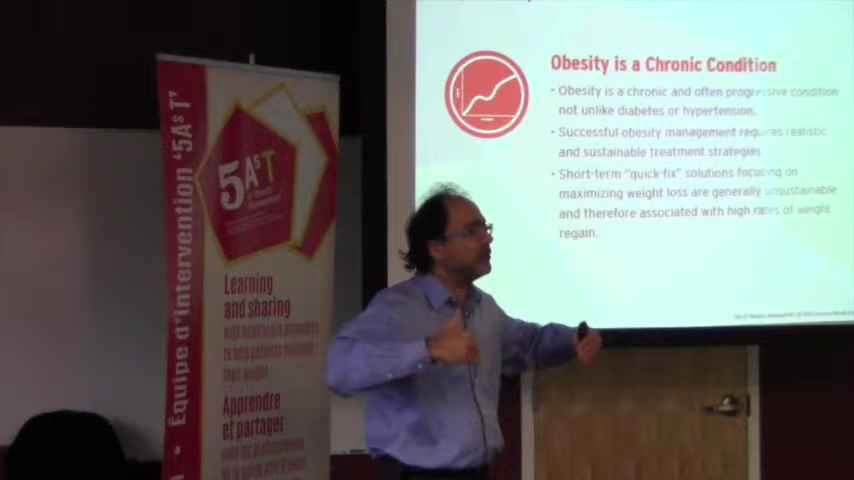 Équipe d'intervention '5AsT'
5AsT
Learning
and sharing
with healthcare providers
to help patients manage
their weight
Apprendre
et partager
Obesity is a Chronic Condition
• Obesity is a chronic and often progressive condition
not unlike diabetes or hypertension.
• Successful obesity management requires realistic
and sustainable treatment strategies.
• Short-term "quick-fix" solutions focusing on
maximizing weight loss are generally unsustainable
and therefore associated with high rates of weight
regain.